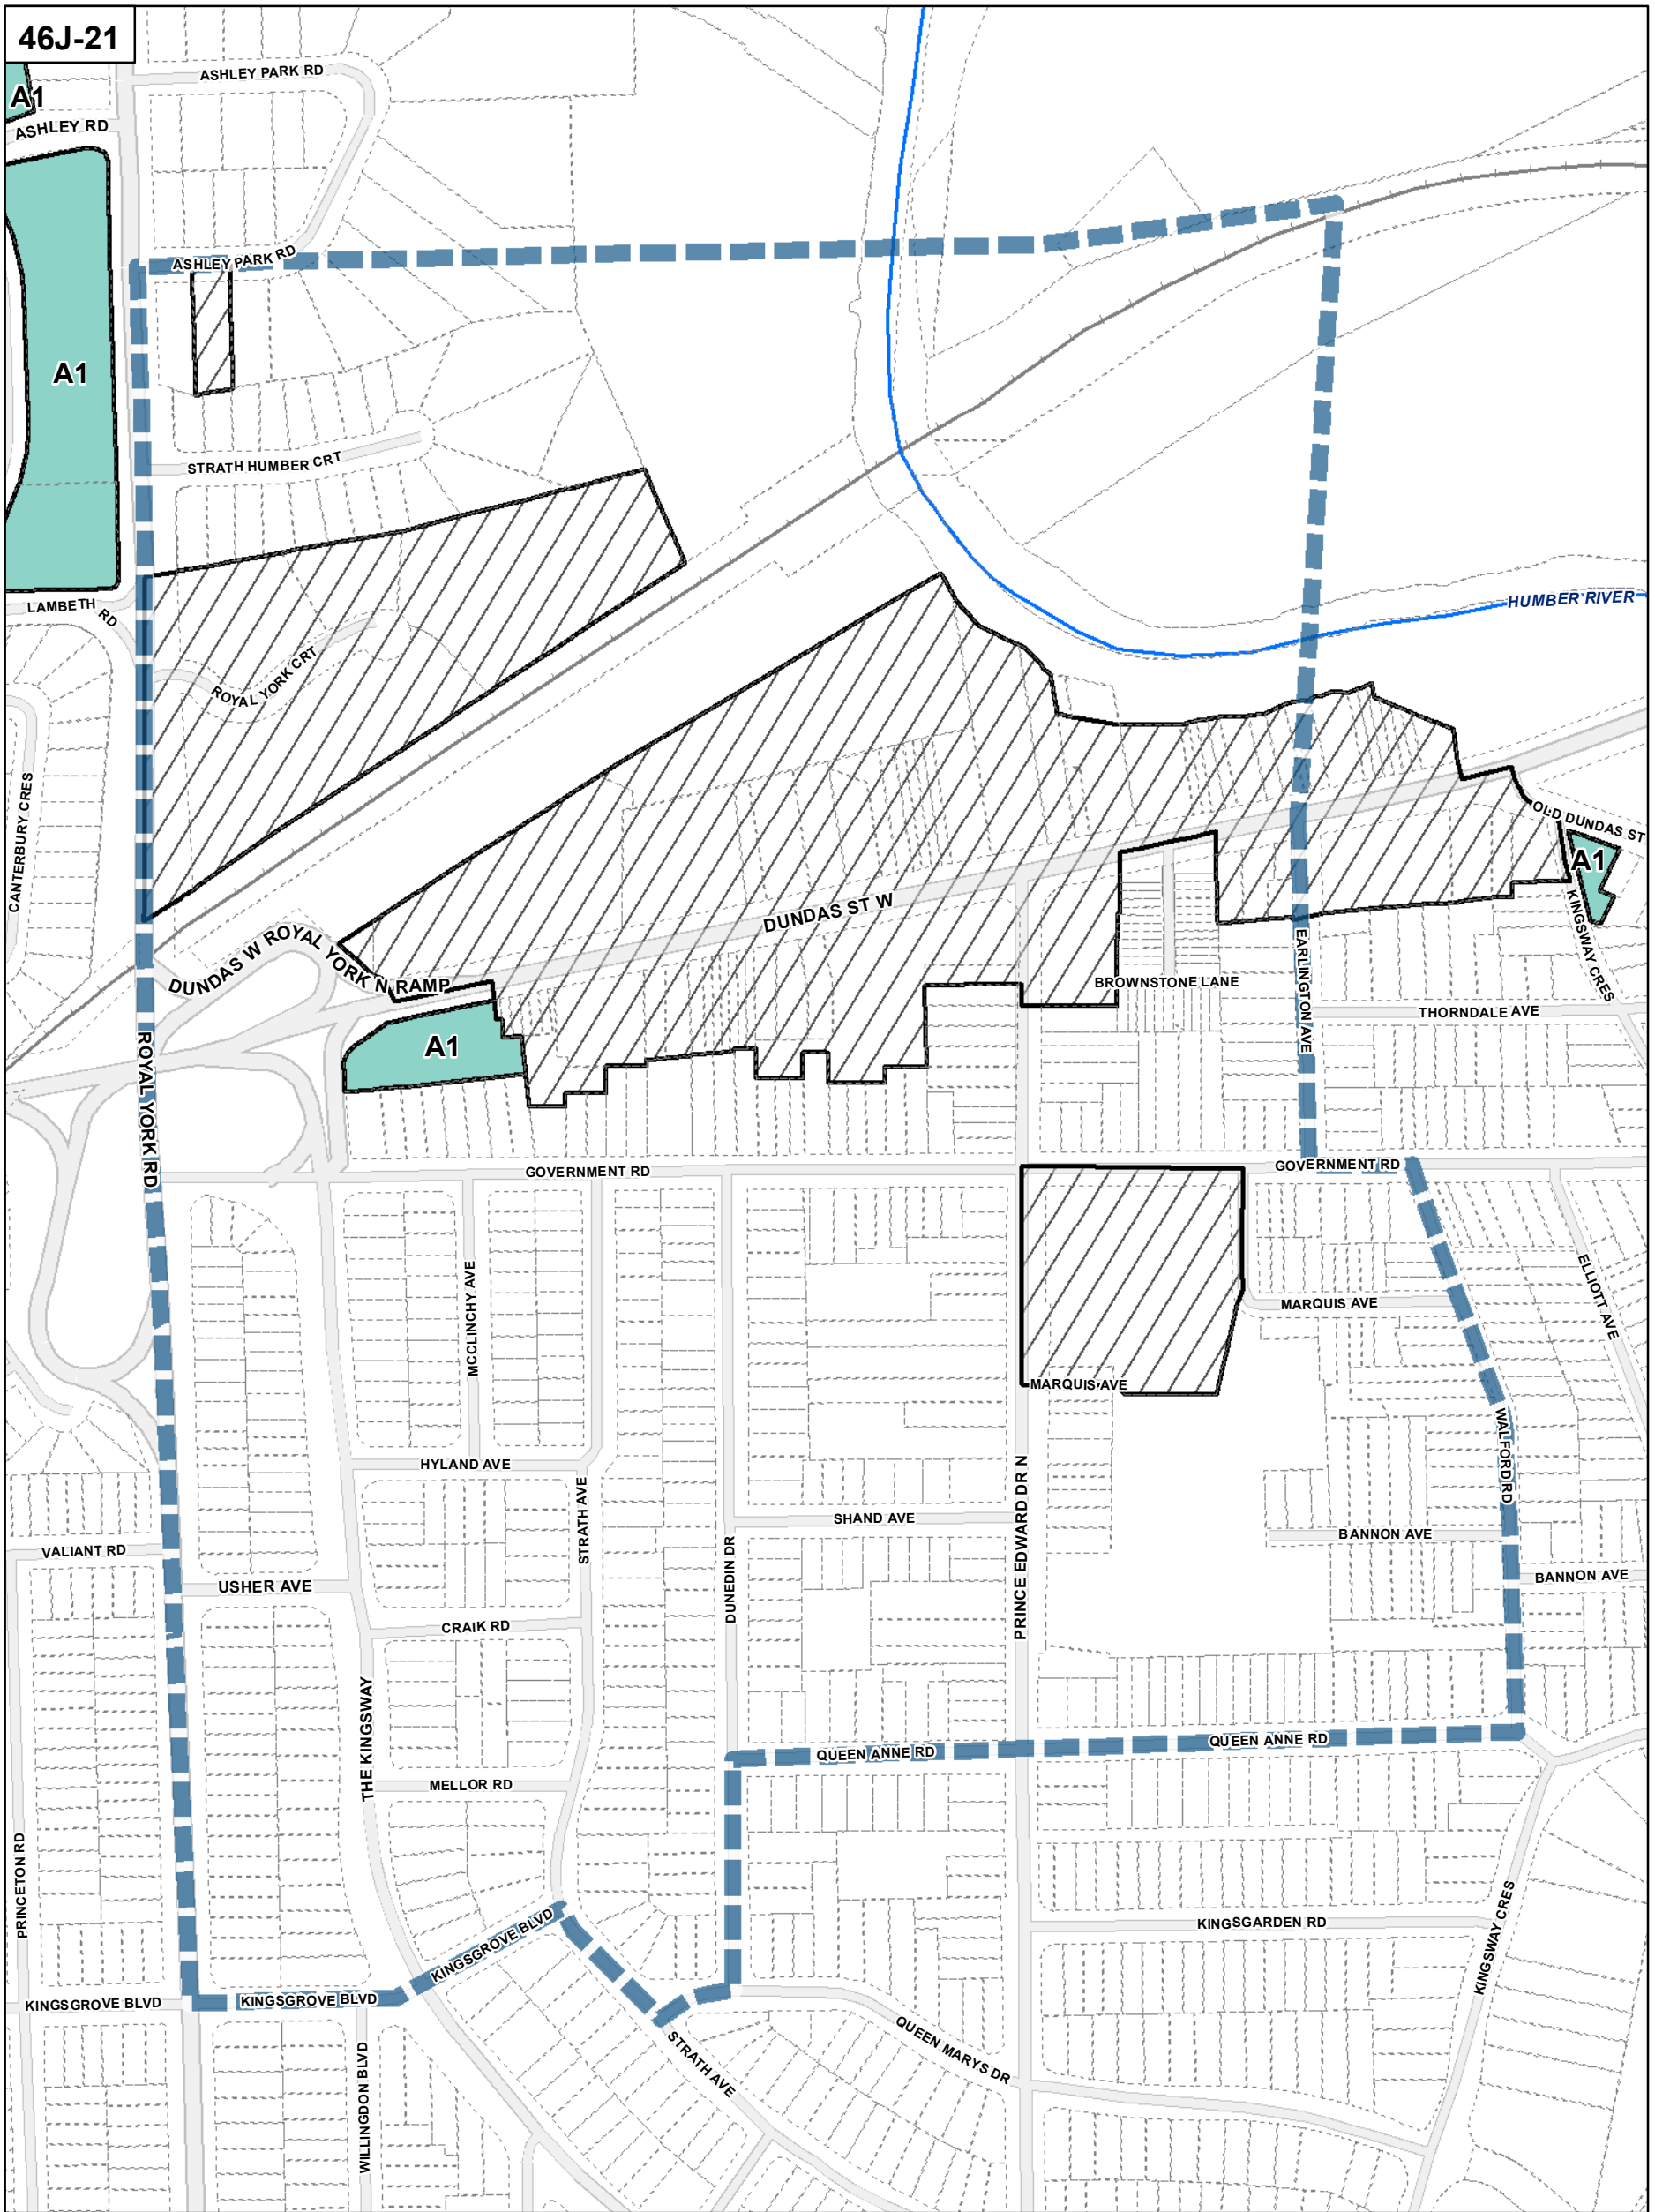 46J-21
ASHLEY PARK RD
A1
ASHLEY RD
ASHLEY PARK RD
A1
STRATH HUMBER CRT
LAMBETH RD
HUMBER RIVER
ROYAL YORK CRT
CANTERBURY CRES
OLD DUNDAS ST
A1
DUNDAS ST W
KINGSWAY CRES
DUNDAS W ROYAL YORK N RAMP
BROWNSTONE LANE
EARLINGTON AVE
THORNDALE AVE
A1
ROYAL YORK RD
GOVERNMENT RD
GOVERNMENT RD
MCCLINCHY AVE
MARQUIS AVE
ELLIOTT AVE
MARQUIS AVE
WALFORD RD
HYLAND AVE
STRATH AVE
SHAND AVE
PRINCE EDWARD DR N
BANNON AVE
VALIANT RD
DUNEDIN DR
BANNON AVE
USHER AVE
CRAIK RD
THE KINGSWAY
QUEEN ANNE RD
QUEEN ANNE RD
MELLOR RD
PRINCETON RD
KINGSGROVE BLVD
KINGSGARDEN RD
KINGSWAY CRES
KINGSGROVE BLVD
KINGSGROVE BLVD
QUEEN MARYS DR
STRATH AVE
WILLINGDON BLVD